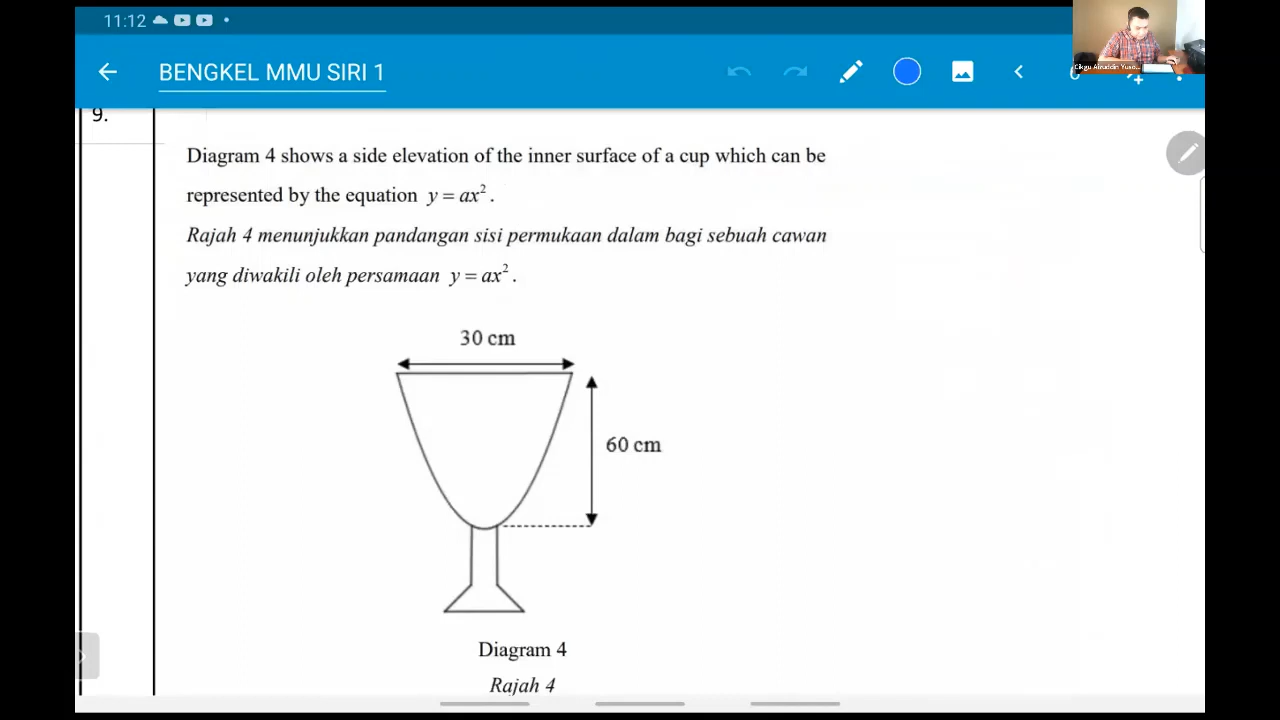 11:12
BENGKEL MMU SIRI 1
9.
Diagram 4 shows a side elevation of the inner surface of a cup which can be
represented by the equation y = ax².
Rajah 4 menunjukkan pandangan sisi permukaan dalam bagi sebuah cawan
yang diwakili oleh persamaan y = ax².
30 cm
60 cm
Diagram 4
Rajah 4